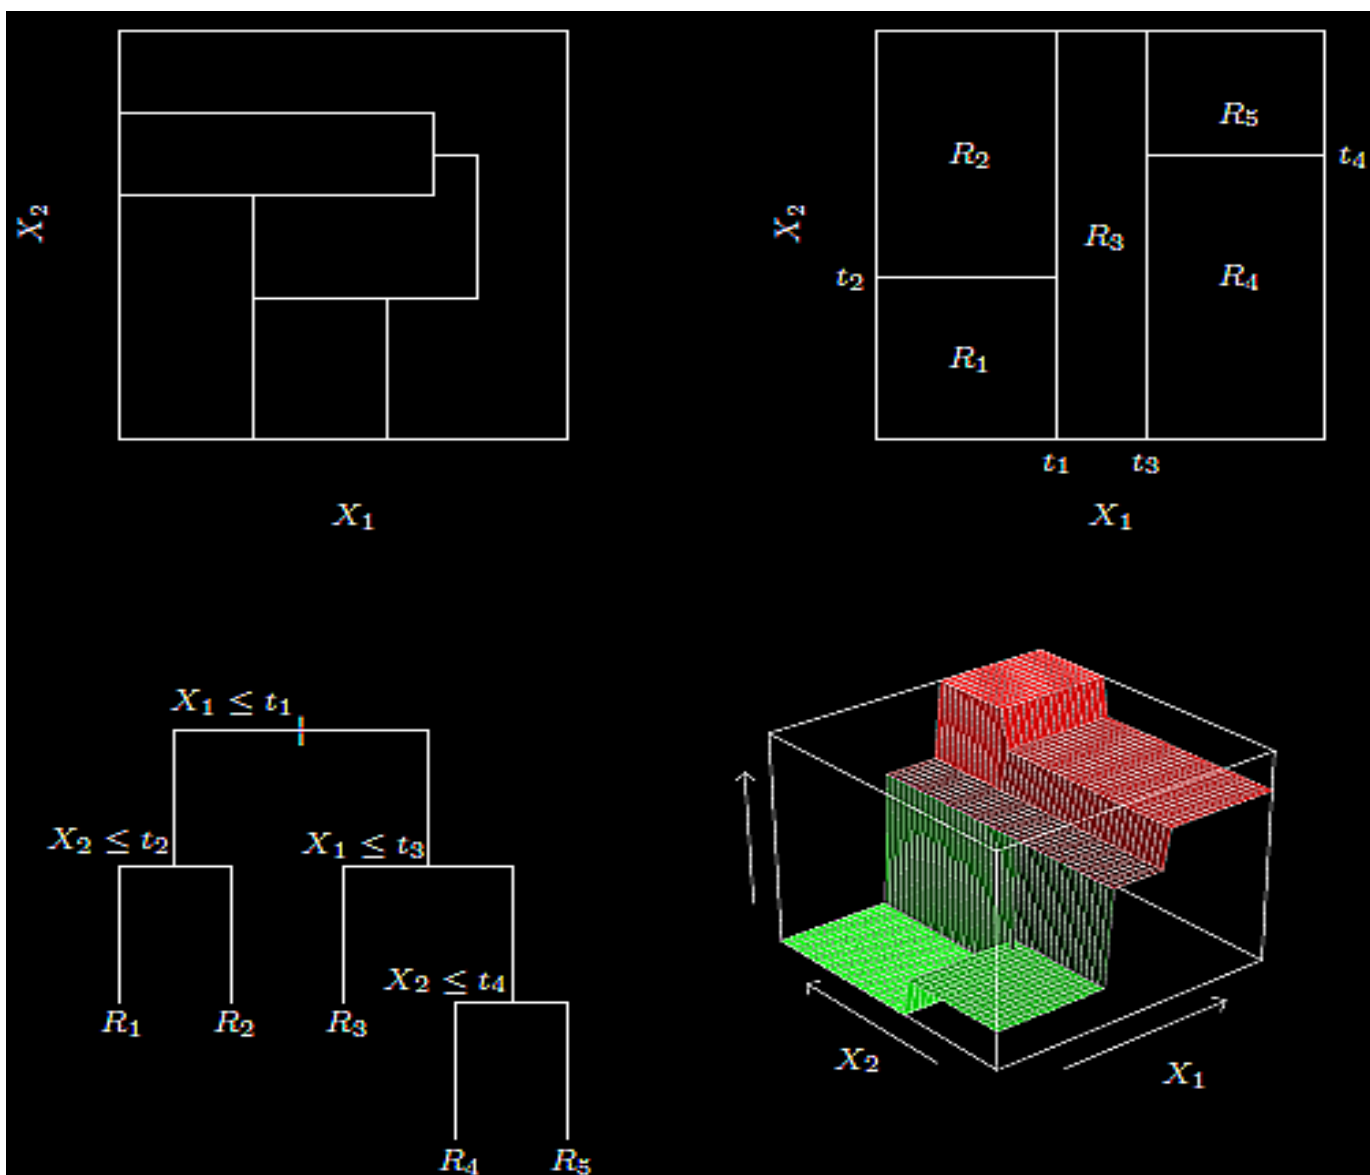 X₂
X₁
R₅
R₂
t₄
X₂
R₃
t₂
R₄
R₁
t₁
t₃
X₁
X₁ ≤ t₁
X₂ ≤ t₂
X₁ ≤ t₃
X₂ ≤ t₄
R₁
R₂
R₃
R₄
R₅
X₂
X₁